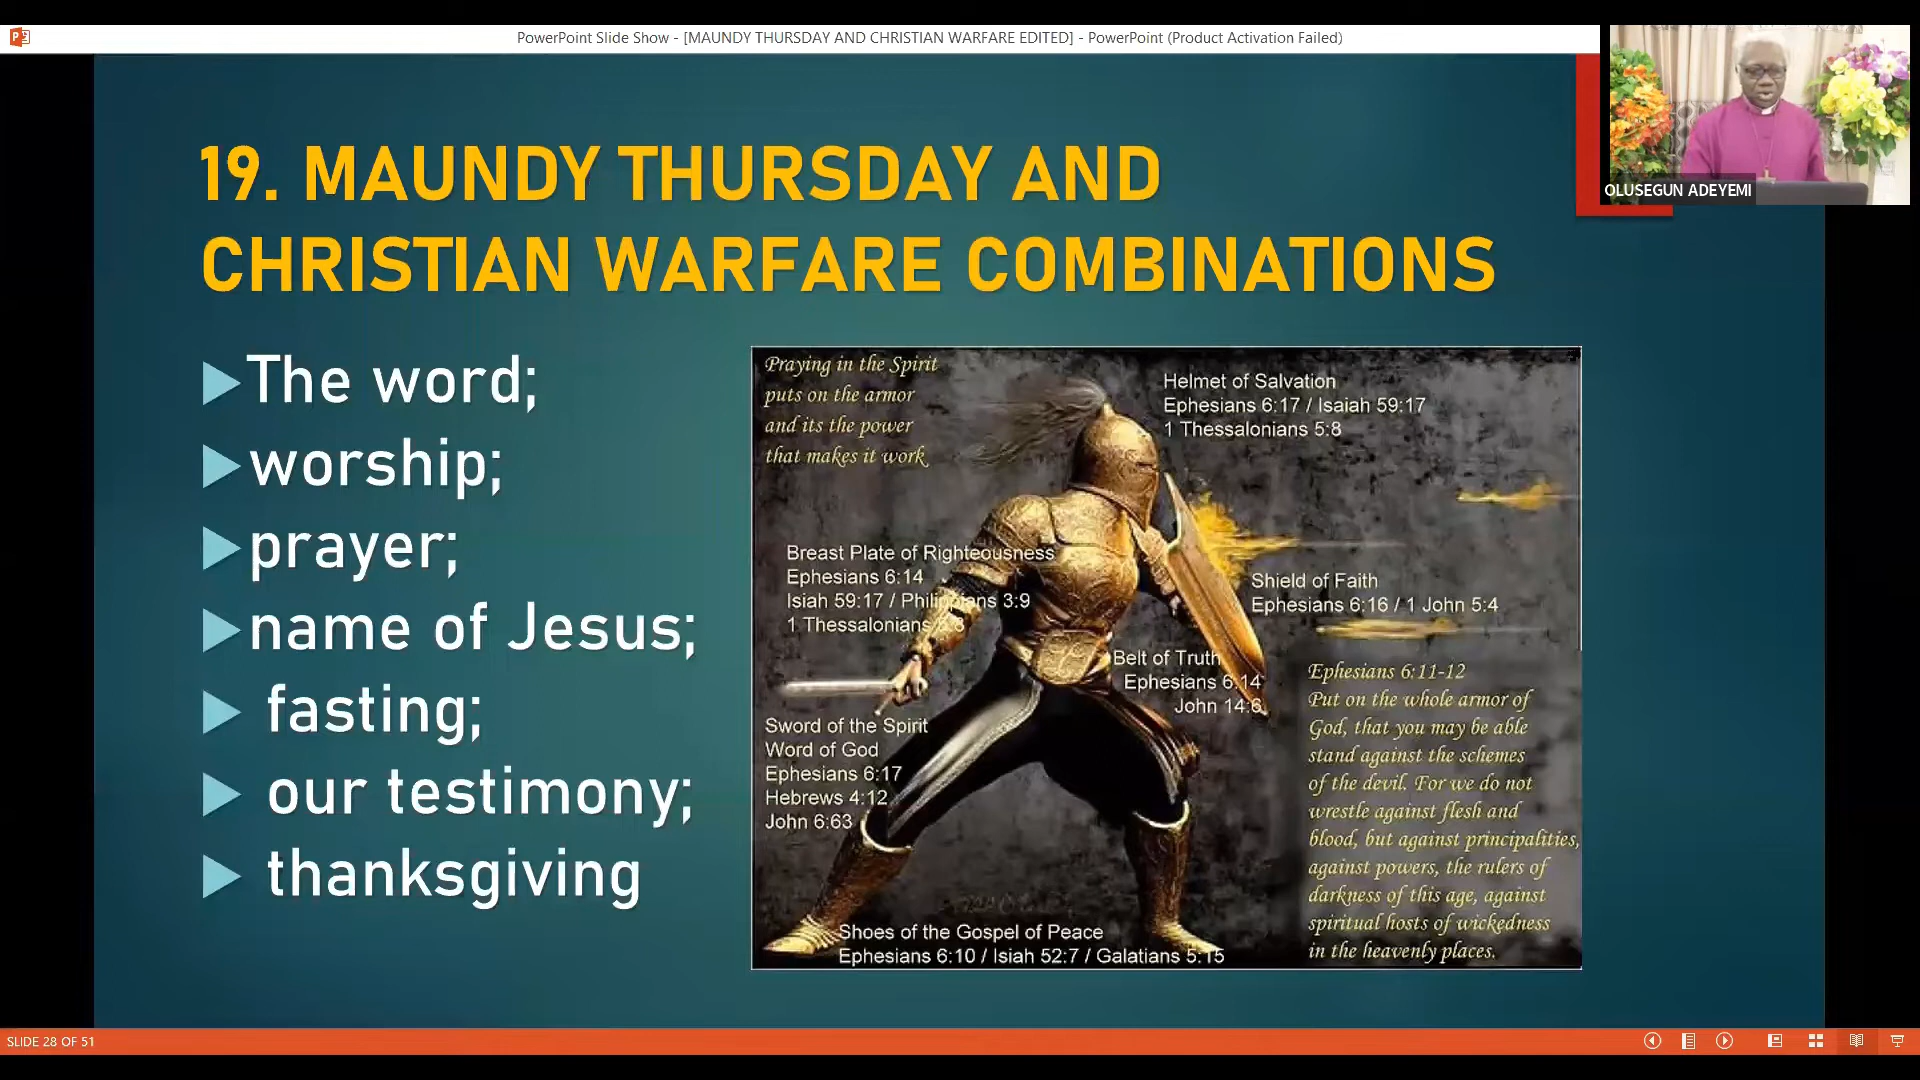 PowerPoint Slide Show - [MAUNDY THURSDAY AND CHRISTIAN WARFARE EDITED] - PowerPoint (Product Activation Failed)
OLUSEGUN ADEYEMI
19. MAUNDY THURSDAY AND
CHRISTIAN WARFARE COMBINATIONS
The word;
worship;
prayer;
name of Jesus;
fasting;
our testimony;
thanksgiving
Praying in the Spirit
puts on the armor
and its the power
that makes it work
Helmet of Salvation
Ephesians 6:17 / Isaiah 59:17
1 Thessalonians 5:8
Breast Plate of Righteousness
Ephesians 6:14
Isiah 59:17 / Philippians 3:9
1 Thessalonians 5:8
Shield of Faith
Ephesians 6:16 / 1 John 5:4
Belt of Truth
Ephesians 6:14
John 14:6
Sword of the Spirit
Word of God
Ephesians 6:17
Hebrews 4:12
John 6:63
Ephesians 6:11-12
Put on the whole armor of
God, that you may be able
stand against the schemes
of the devil. For we do not
wrestle against flesh and
blood, but against principalities,
against powers, the rulers of
darkness of this age, against
spiritual hosts of wickedness
in the heavenly places.
Shoes of the Gospel of Peace
Ephesians 6:10 / Isiah 52:7 / Galatians 5:15
SLIDE 28 OF 51